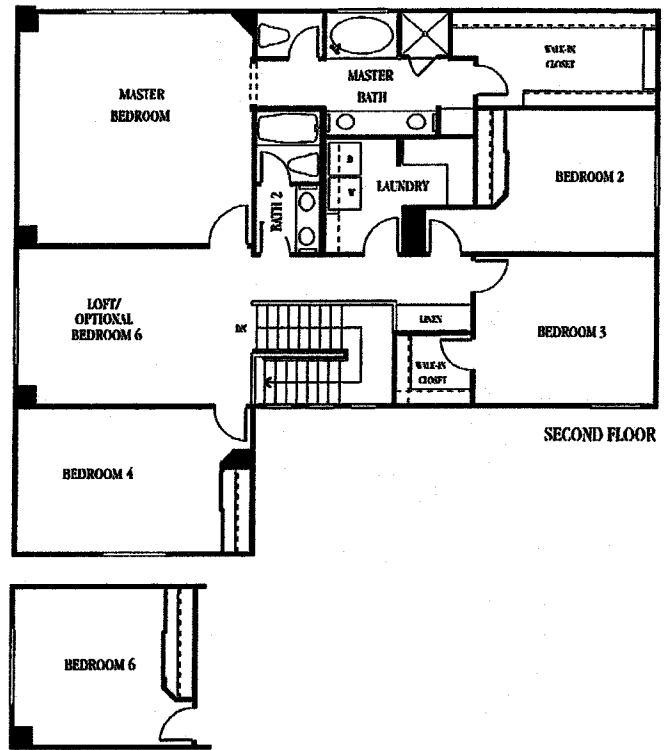 WALK-IN
CLOSET
MASTER
BATH
MASTER
BEDROOM
D
LAUNDRY
BEDROOM 2
BATH 2
LOFT/
OPTIONAL
BEDROOM 6
DN
LINEN
BEDROOM 3
WALK-IN
CLOSET
SECOND FLOOR
BEDROOM 4
BEDROOM 6